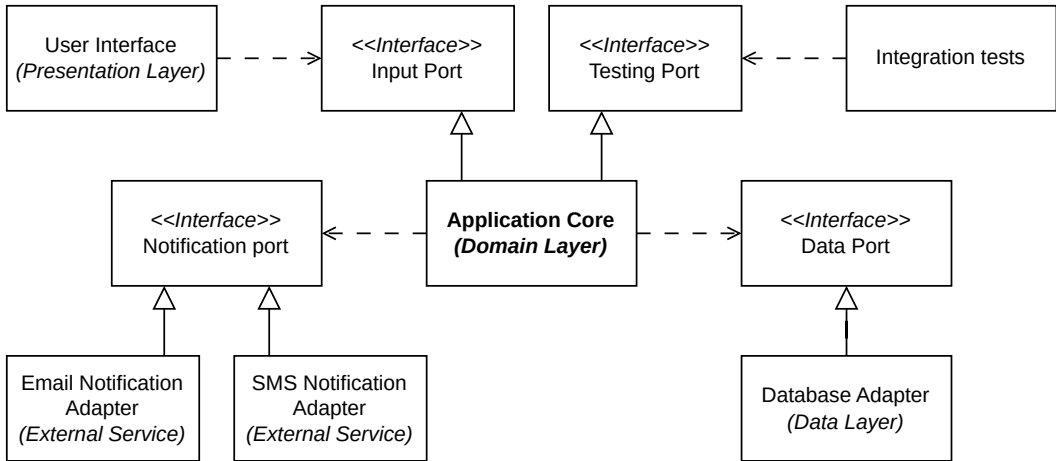 User Interface
(Presentation Layer)
<<Interface>>
Input Port
<<Interface>>
Testing Port
Integration tests
<<Interface>>
Notification port
Application Core
(Domain Layer)
<<Interface>>
Data Port
Email Notification
Adapter
(External Service)
SMS Notification
Adapter
(External Service)
Database Adapter
(Data Layer)